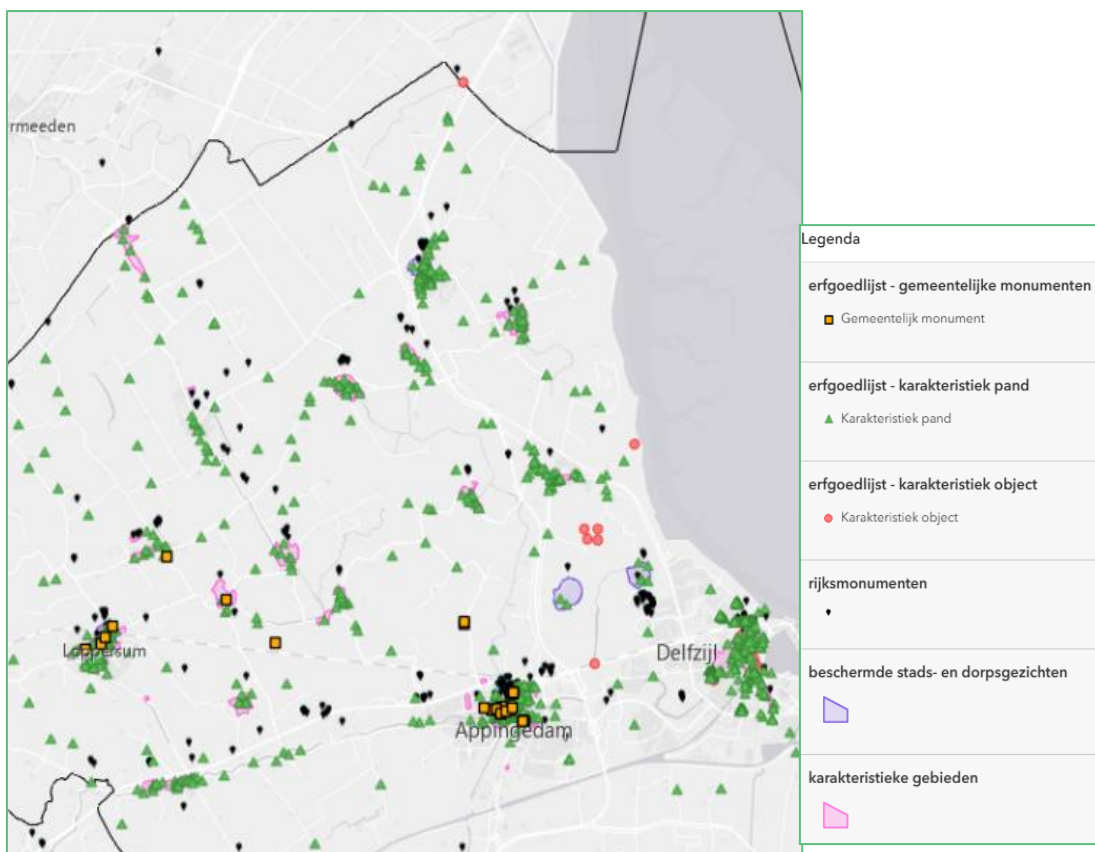 rmeeden
Loppersum
Delfzijl
Appingedam
Legenda
erfgoedlijst - gemeentelijke monumenten
Gemeentelijk monument
erfgoedlijst - karakteristiek pand
Karakteristiek pand
erfgoedlijst - karakteristiek object
Karakteristiek object
rijksmonumenten
beschermde stads- en dorpsgezichten
karakteristieke gebieden